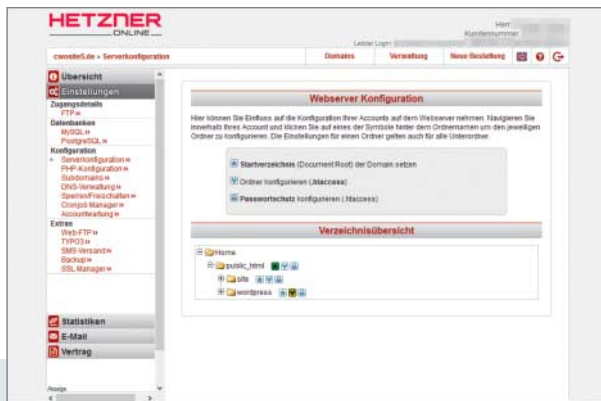 HETZNER
ONLINE
Herr
Kundennummer
Letzter Login:
cwosite5.de » Serverkonfiguration
Domains
Verwaltung
Neue Bestellung
Übersicht
Einstellungen
Zugangsdetails
FTP »
Datenbanken
MySQL »
PostgreSQL »
Konfiguration
Serverkonfiguration »
PHP-Konfiguration »
Subdomains »
DNS-Verwaltung »
Sperren/Freischalten »
Cronjob Manager »
Accountwartung »
Extras
Web-FTP »
TYPO3 »
SMS-Versand »
Backup »
SSL Manager »
Statistiken
E-Mail
Vertrag
Anzeige
Webserver Konfiguration
Hier können Sie Einfluss auf die Konfiguration Ihrer Accounts auf dem Webserver nehmen. Navigieren Sie
innerhalb Ihres Account und klicken Sie auf eines der Symbole hinter dem Ordnernamen um den jeweiligen
Ordner zu konfigurieren. Die Einstellungen für einen Ordner gelten auch für alle Unterordner.
Startverzeichnis (Document Root) der Domain setzen
Ordner konfigurieren (.htaccess)
Passwortschutz konfigurieren (.htaccess)
Verzeichnisübersicht
Home
public_html
site
wordpress